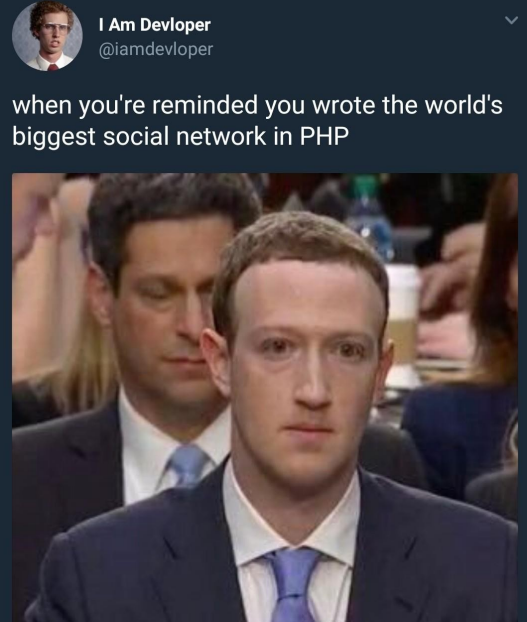 I Am Devloper
@iamdevloper
when you're reminded you wrote the world's
biggest social network in PHP